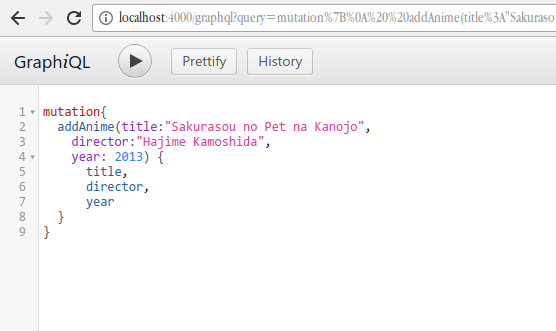 localhost:4000/graphql?query=mutation%7B%0A%20%20addAnime(title%3A"Sakuraso
GraphiQL Prettify History
1 mutation{
2 addAnime(title:"Sakurasou no Pet na Kanojo",
3 director:"Hajime Kamoshida",
4 year: 2013) {
5 title,
6 director,
7 year
8 }
9 }